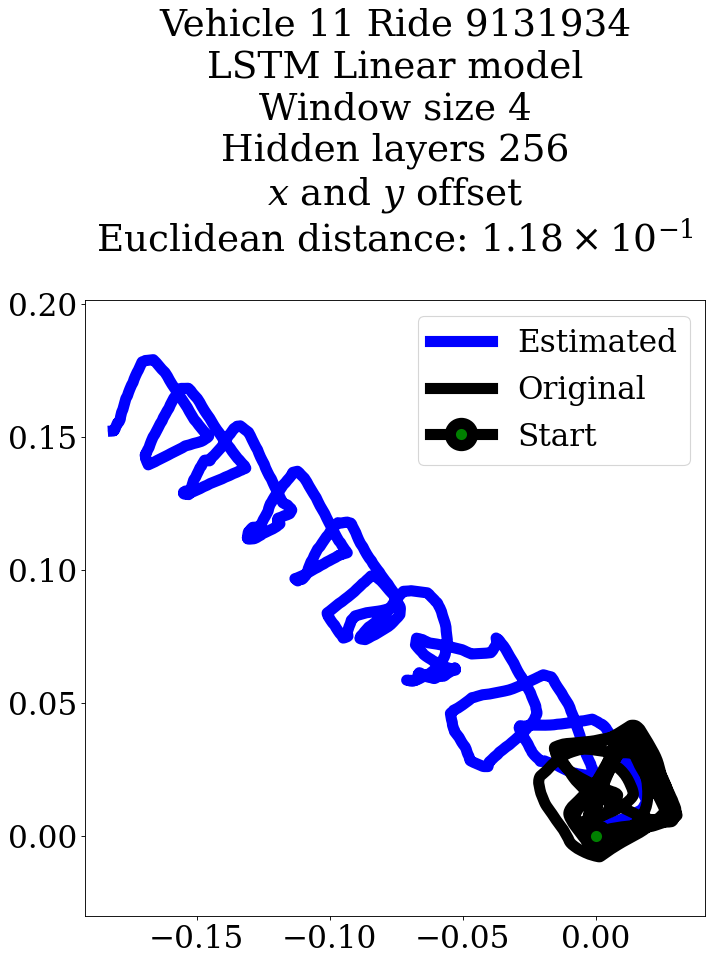 Vehicle 11 Ride 9131934
LSTM Linear model
Window size 4
Hidden layers 256
x and y offset
Euclidean distance: 1.18 × 10⁻¹
0.20
0.15
0.10
0.05
0.00
Estimated
Original
Start
−0.15 −0.10 −0.05 0.00